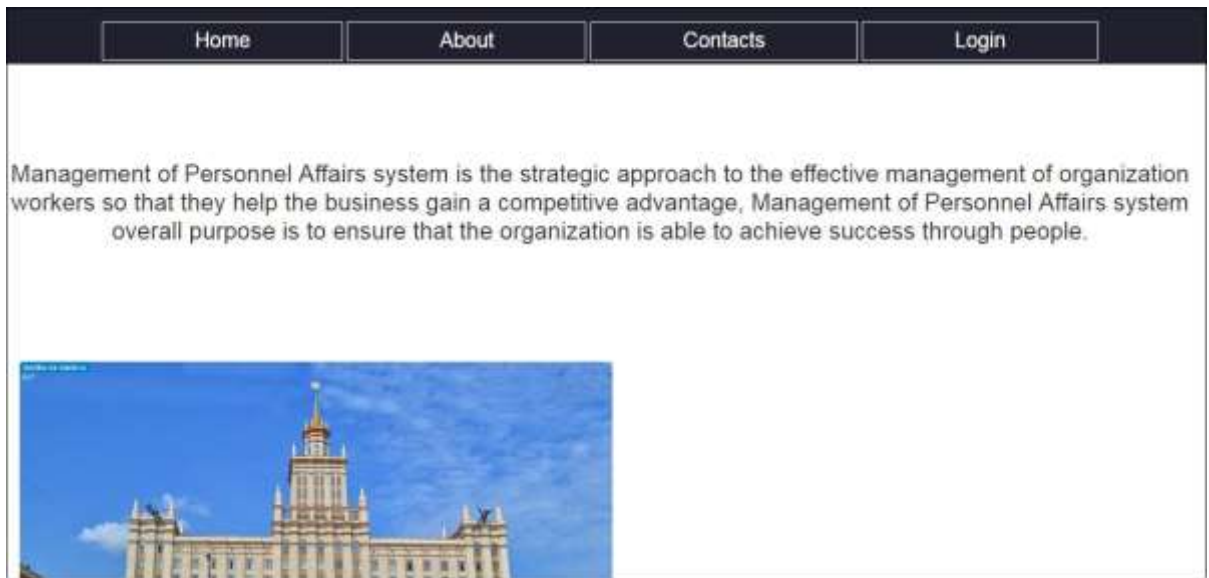 Home
About
Contacts
Login
Management of Personnel Affairs system is the strategic approach to the effective management of organization
workers so that they help the business gain a competitive advantage, Management of Personnel Affairs system
overall purpose is to ensure that the organization is able to achieve success through people.